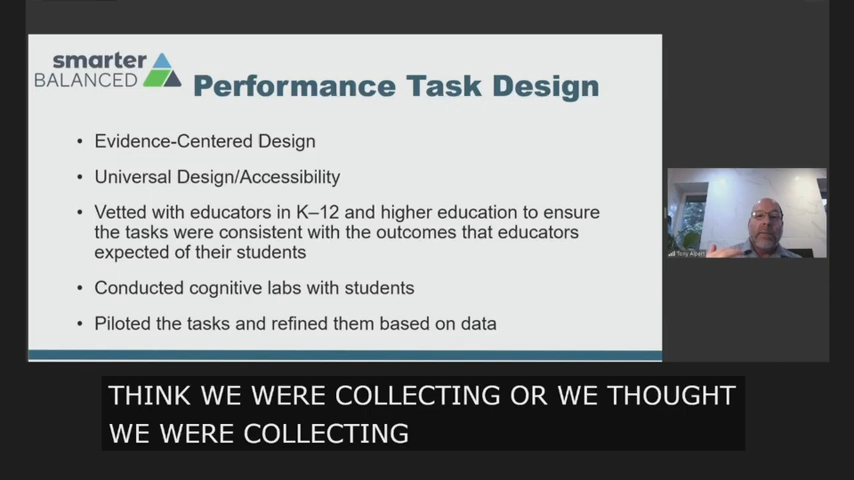 smarter
BALANCED
Performance Task Design
• Evidence-Centered Design
• Universal Design/Accessibility
• Vetted with educators in K–12 and higher education to ensure
the tasks were consistent with the outcomes that educators
expected of their students
• Conducted cognitive labs with students
• Piloted the tasks and refined them based on data
Tony Alpert
THINK WE WERE COLLECTING OR WE THOUGHT
WE WERE COLLECTING